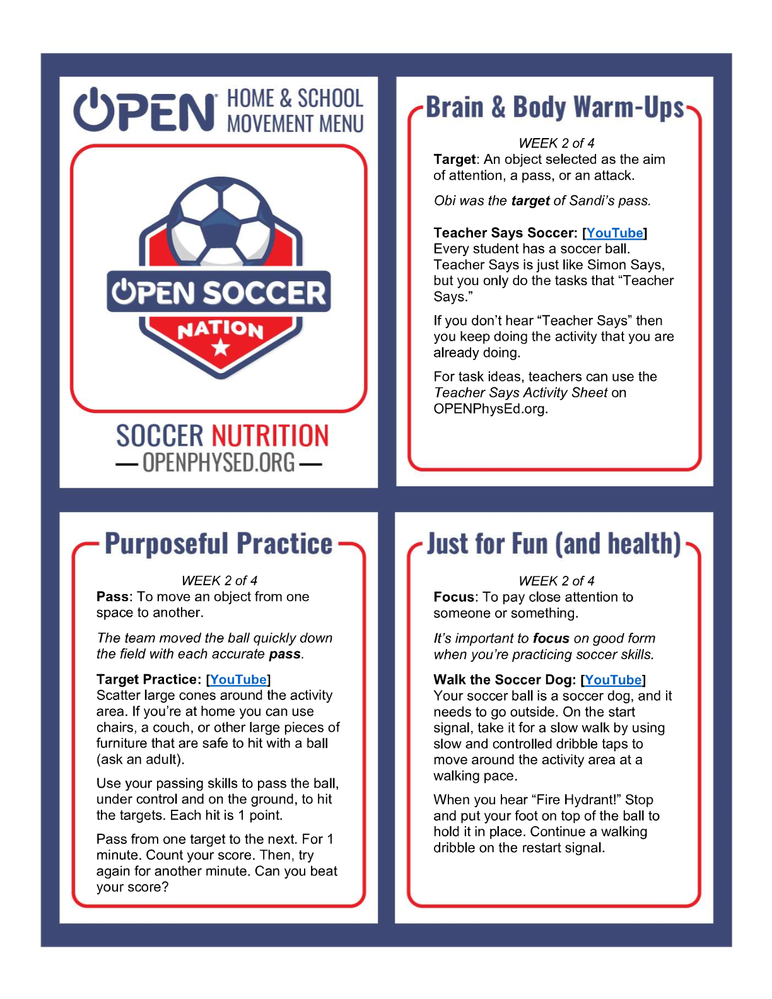 OPEN® HOME & SCHOOL
MOVEMENT MENU
OPEN SOCCER
NATION
SOCCER NUTRITION
— OPENPHYSED.ORG —
Brain & Body Warm-Ups
WEEK 2 of 4
Target: An object selected as the aim
of attention, a pass, or an attack.
Obi was the target of Sandi’s pass.
Teacher Says Soccer: [YouTube]
Every student has a soccer ball.
Teacher Says is just like Simon Says,
but you only do the tasks that “Teacher
Says.”
If you don’t hear “Teacher Says” then
you keep doing the activity that you are
already doing.
For task ideas, teachers can use the
Teacher Says Activity Sheet on
OPENPhysEd.org.
Purposeful Practice
WEEK 2 of 4
Pass: To move an object from one
space to another.
The team moved the ball quickly down
the field with each accurate pass.
Target Practice: [YouTube]
Scatter large cones around the activity
area. If you’re at home you can use
chairs, a couch, or other large pieces of
furniture that are safe to hit with a ball
(ask an adult).
Use your passing skills to pass the ball,
under control and on the ground, to hit
the targets. Each hit is 1 point.
Pass from one target to the next. For 1
minute. Count your score. Then, try
again for another minute. Can you beat
your score?
Just for Fun (and health)
WEEK 2 of 4
Focus: To pay close attention to
someone or something.
It’s important to focus on good form
when you’re practicing soccer skills.
Walk the Soccer Dog: [YouTube]
Your soccer ball is a soccer dog, and it
needs to go outside. On the start
signal, take it for a slow walk by using
slow and controlled dribble taps to
move around the activity area at a
walking pace.
When you hear “Fire Hydrant!” Stop
and put your foot on top of the ball to
hold it in place. Continue a walking
dribble on the restart signal.